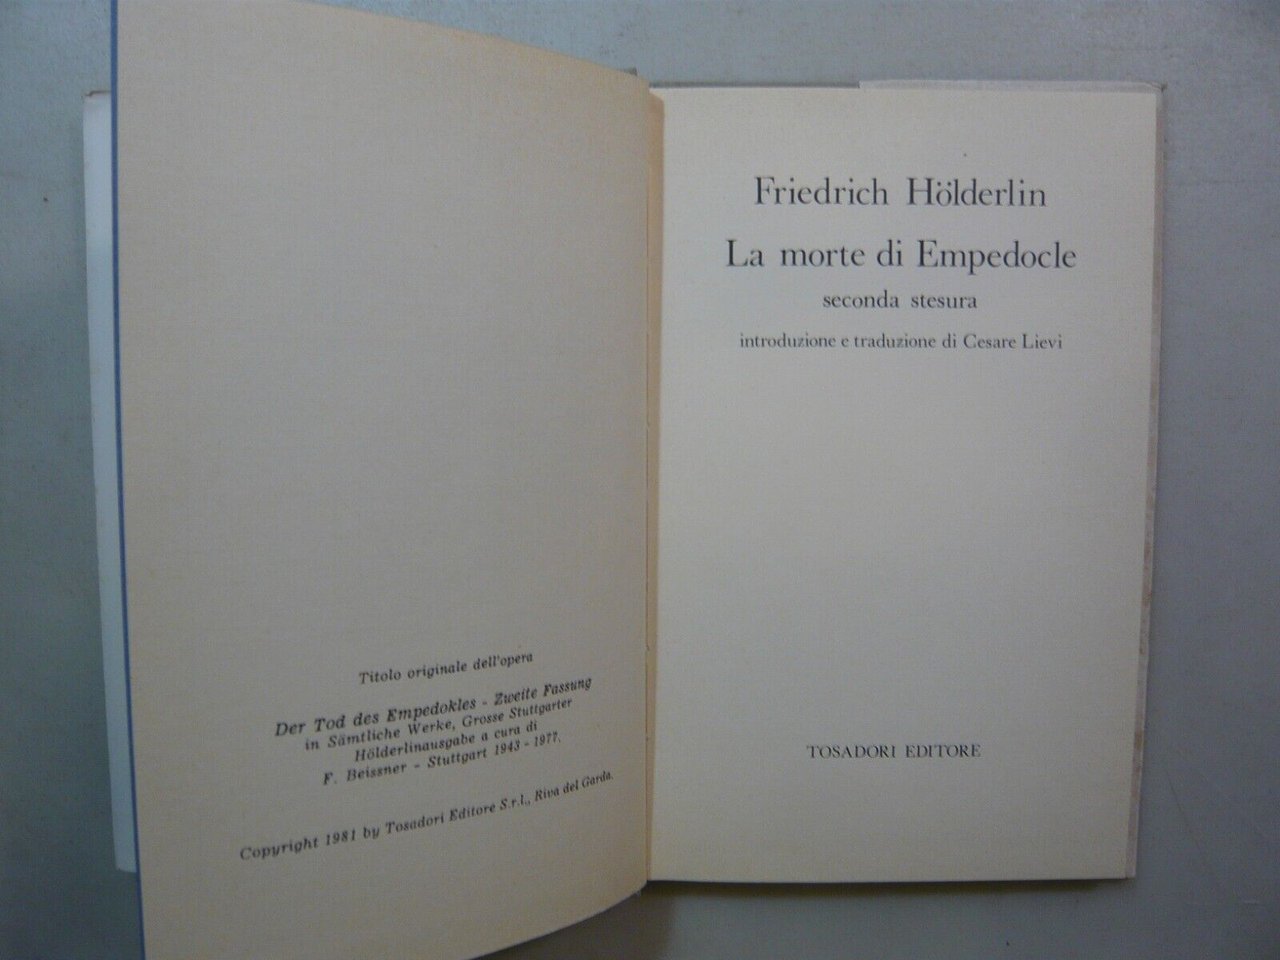 Titolo originale dell'opera
Der Tod des Empedokles - Zweite Fassung
in Sämtliche Werke, Grosse Stuttgarter
Hölderlinausgabe a cura di
F. Beissner - Stuttgart 1943 - 1977.
Copyright 1981 by Tosadori Editore S.r.l., Riva del Garda.
Friedrich Hölderlin
La morte di Empedocle
seconda stesura
introduzione e traduzione di Cesare Lievi
TOSADORI EDITORE